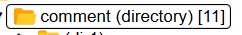 comment (directory) [11]